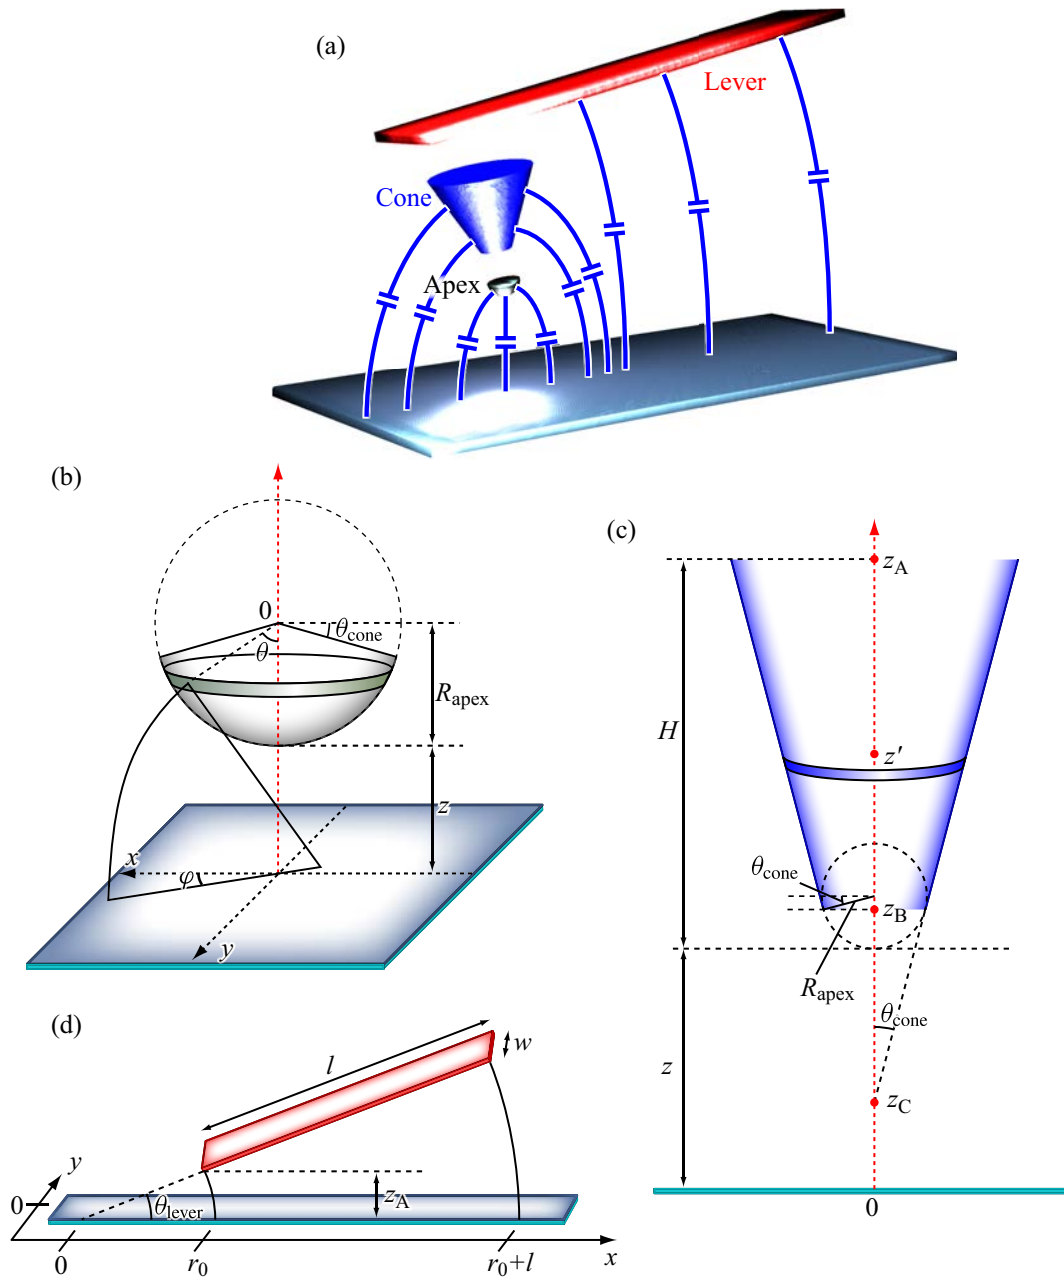 (a)
Lever
Cone
Apex
(b)
0
θcone
θ
Rapex
z
x
φ
y
(c)
zA
H
z′
θcone
zB
Rapex
θcone
z
zC
0
(d)
l
w
y
0
θlever
zA
0
r0
r0+l
x